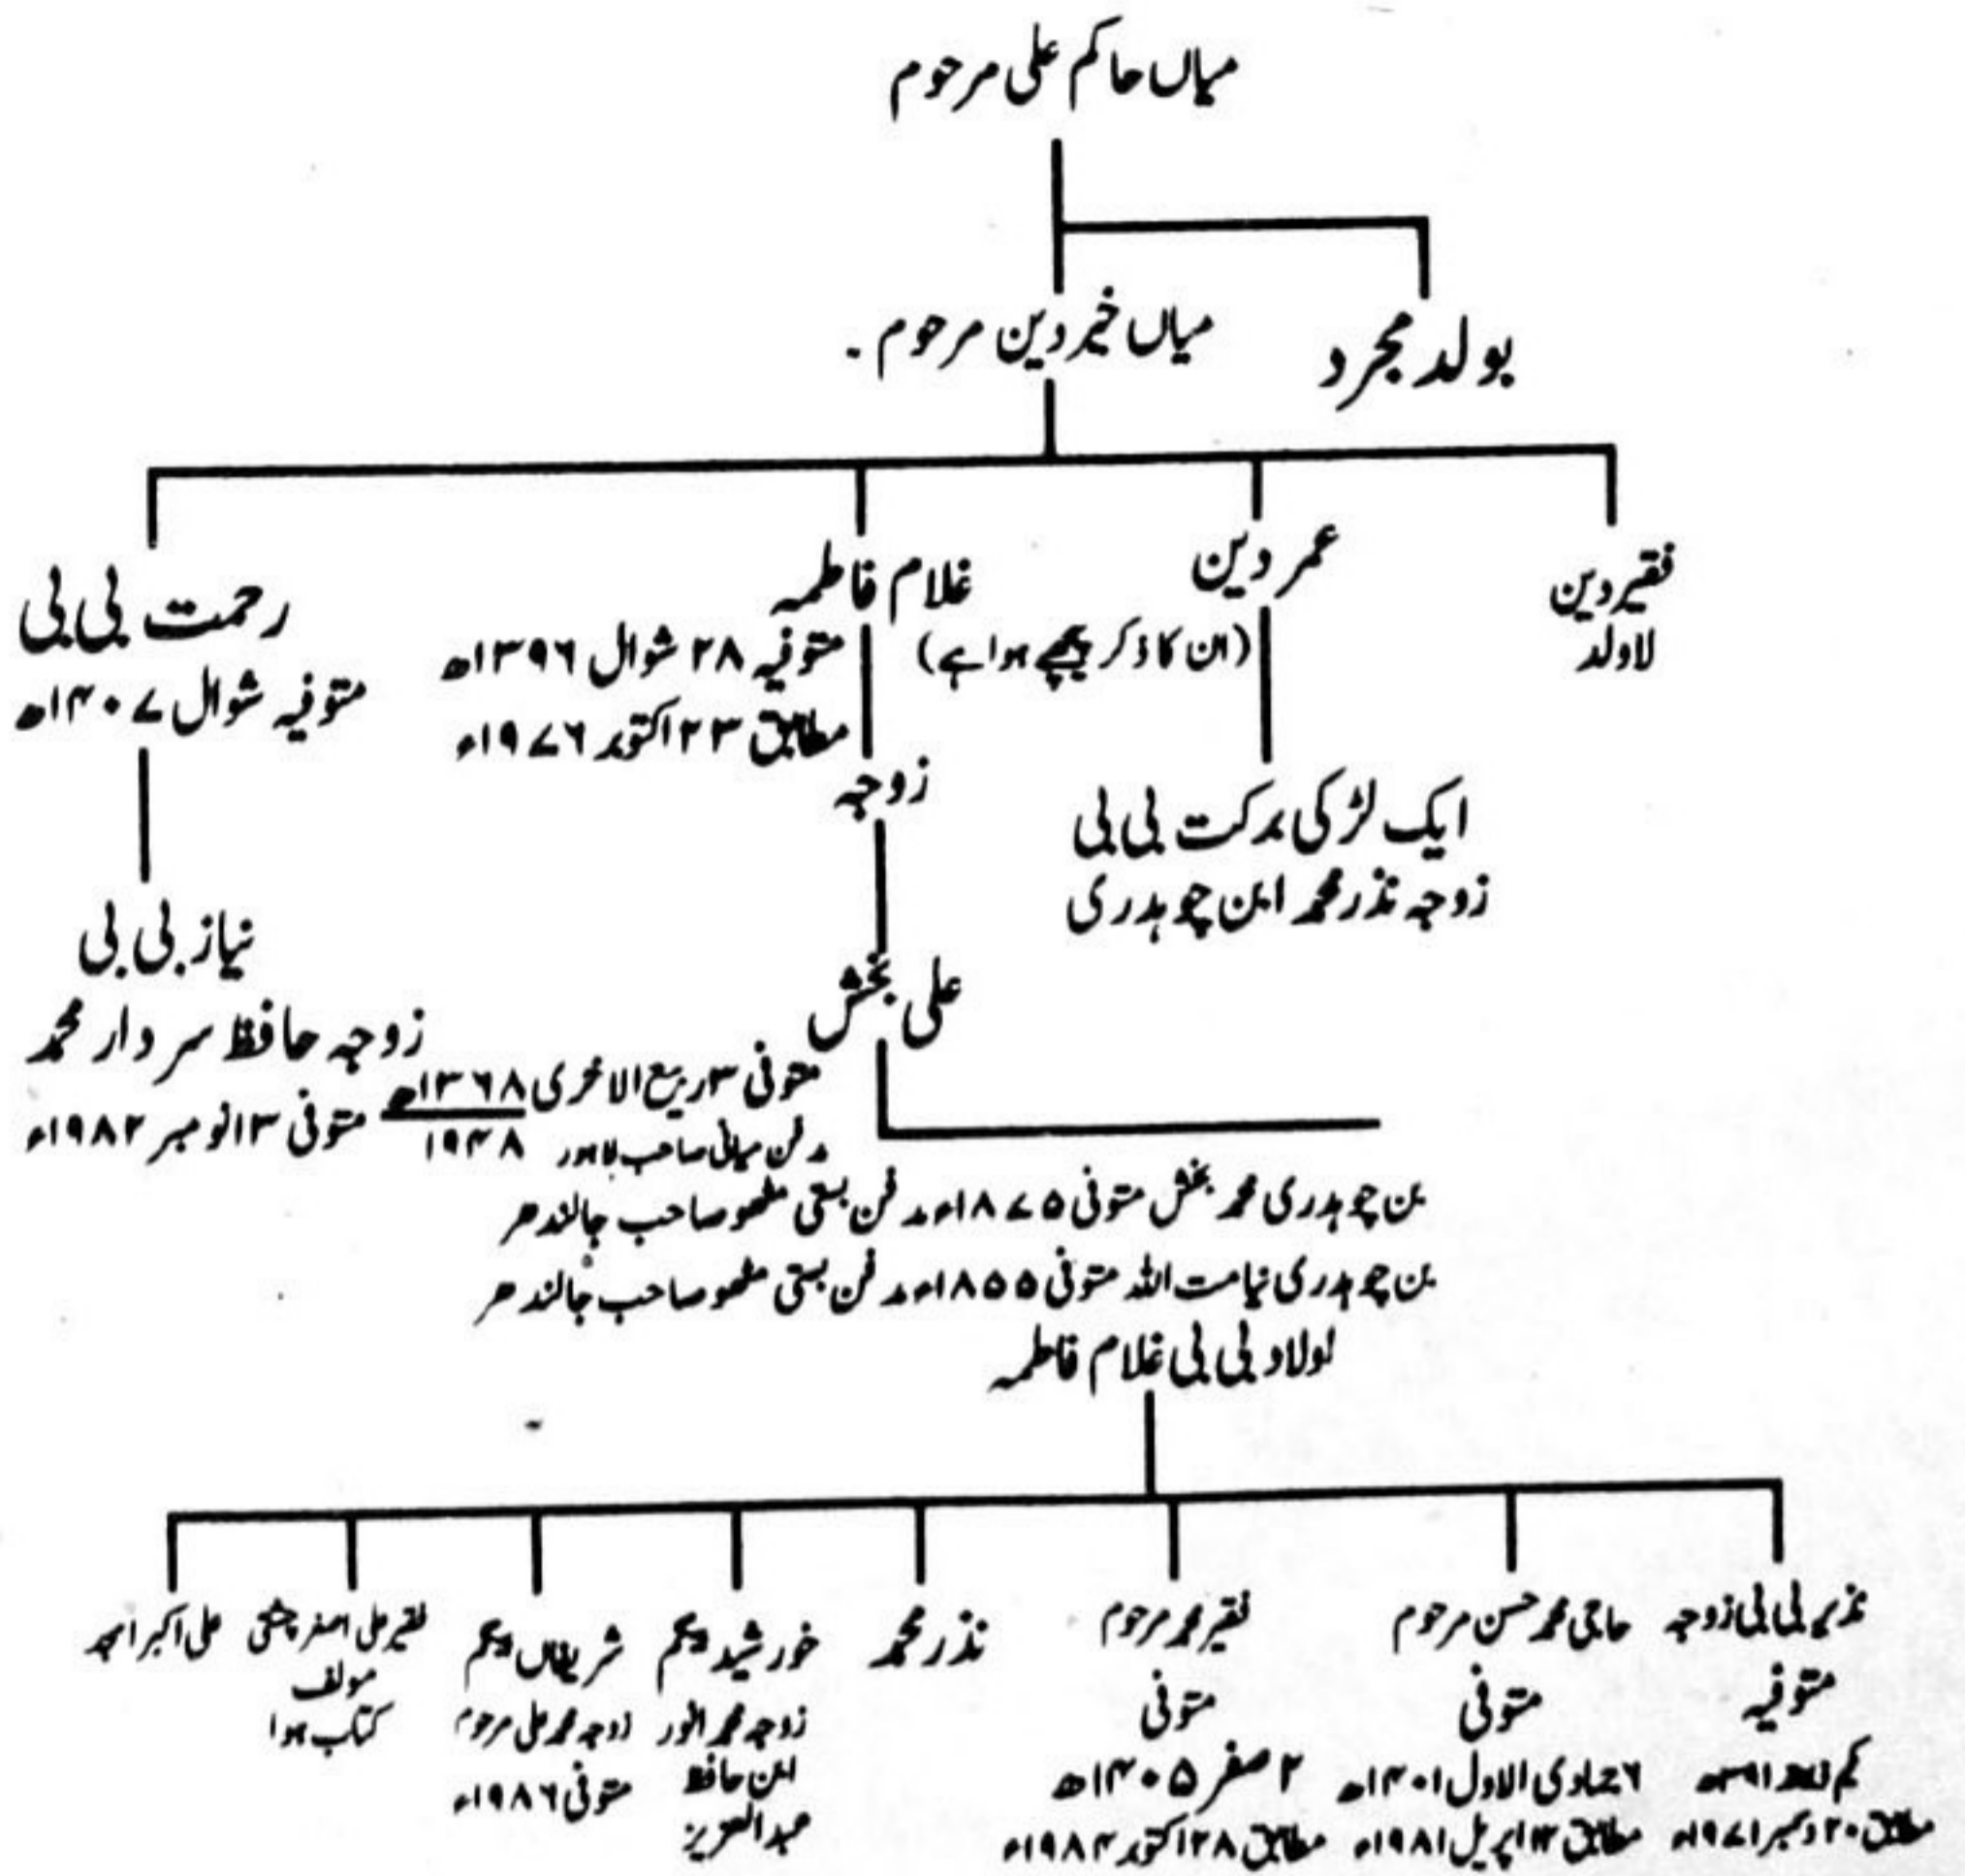 میاں حاکم علی مرحوم
میاں خیر دین مرحوم ۔
بولد مجرد
فقیر دین
لاولد
عمر دین
(ان کا ذکر پیچھے ہوا ہے)
ایک لڑکی برکت بی بی
زوجہ نذر محمد ابن چوہدری
غلام فاطمہ
متوفیہ ۲۸ شوال ۱۳۹۶ھ
مطابق ۲۳ اکتوبر ۱۹۷۶ء
زوجہ
علی بخش
متوفی ۳ ربیع الاخری ۱۳۶۸ھ
۱۹۴۸
مدفن میانی صاحب لاہور
بن چوہدری محمد بخش متوفی ۱۸۷۵ء مدفن بستی مٹھو صاحب جالندھر
بن چوہدری نیامت اللہ متوفی ۱۸۵۵ء مدفن بستی مٹھو صاحب جالندھر
رحمت بی بی
متوفیہ شوال ۱۴۰۷ھ
نیاز بی بی
زوجہ حافظ سردار محمد
متوفی ۱۳ نومبر ۱۹۸۲ء
اولاد بی بی غلام فاطمہ
نذیر بی بی زوجہ
متوفیہ
یکم
مطابق ۲۰ دسمبر ۱۹۷۱ء
حاجی محمد حسن مرحوم
متوفی
۶ جمادی الاول ۱۴۰۱ھ
مطابق اپریل ۱۹۸۱ء
فقیر محمد مرحوم
متوفی
۲ صفر ۱۴۰۵ھ
مطابق ۲۸ اکتوبر ۱۹۸۴ء
نذر محمد
خورشید بیگم
زوجہ محمد انور
ابن حافظ
عبدالعزیز
شریفاں بیگم
زوجہ محمد علی مرحوم
متوفی ۱۹۸۶ء
فقیر علی اصغر چشتی
مولف
کتاب ہوا
علی اکبر امجد